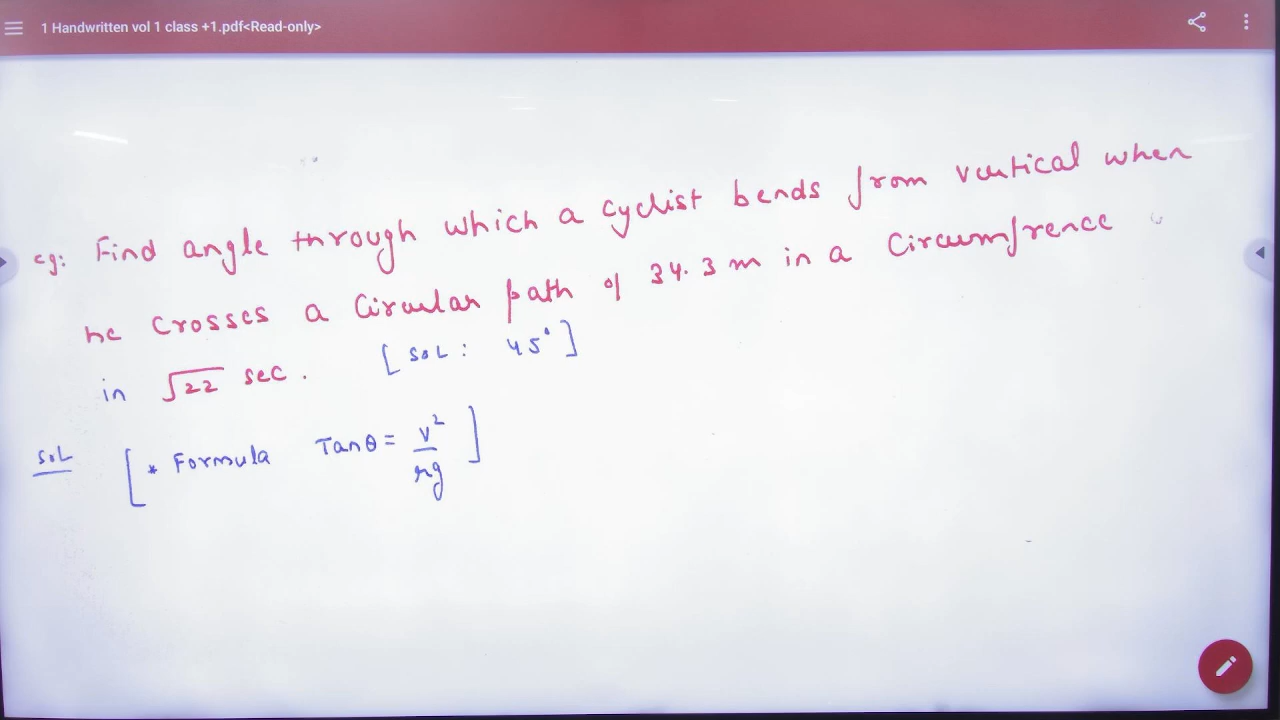 1 Handwritten vol 1 class +1.pdf<Read-only>
eg: Find angle through which a cyclist bends from vertical when
he crosses a Circular path of 34.3 m in a Circumfrence
in √22 sec. [SOL: 45°]
SOL [* Formula Tanθ = v²/rg]